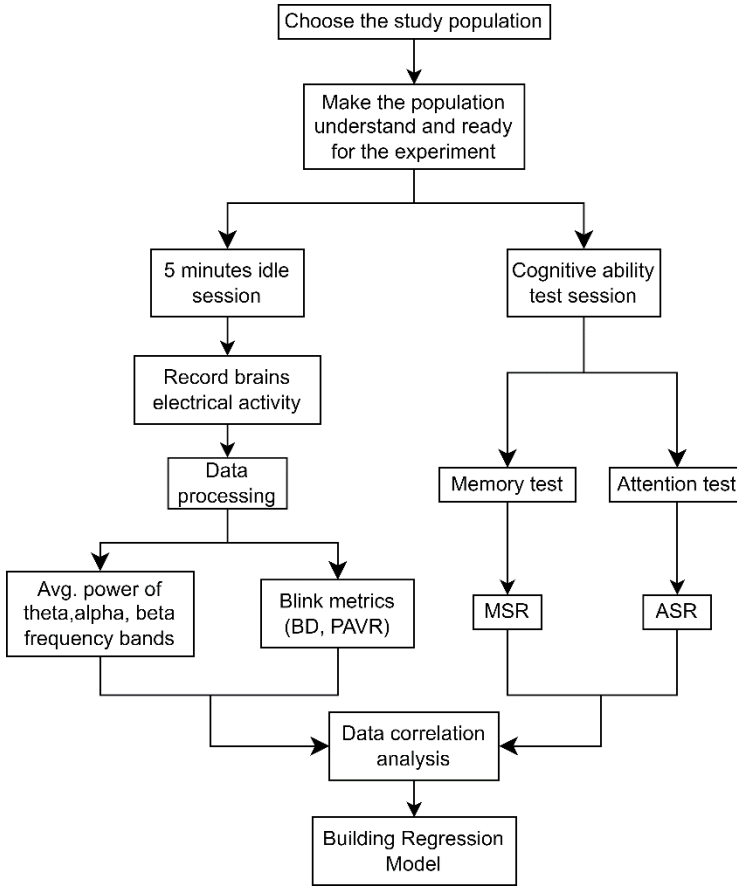 Choose the study population
Make the population
understand and ready
for the experiment
5 minutes idle
session
Cognitive ability
test session
Record brains
electrical activity
Data
processing
Memory test
Attention test
Avg. power of
theta,alpha, beta
frequency bands
Blink metrics
(BD, PAVR)
MSR
ASR
Data correlation
analysis
Building Regression
Model